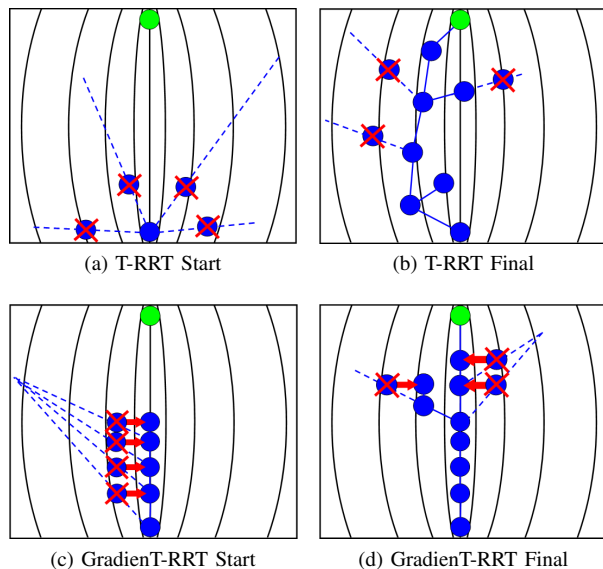 (a) T-RRT Start
(b) T-RRT Final
(c) GradienT-RRT Start
(d) GradienT-RRT Final